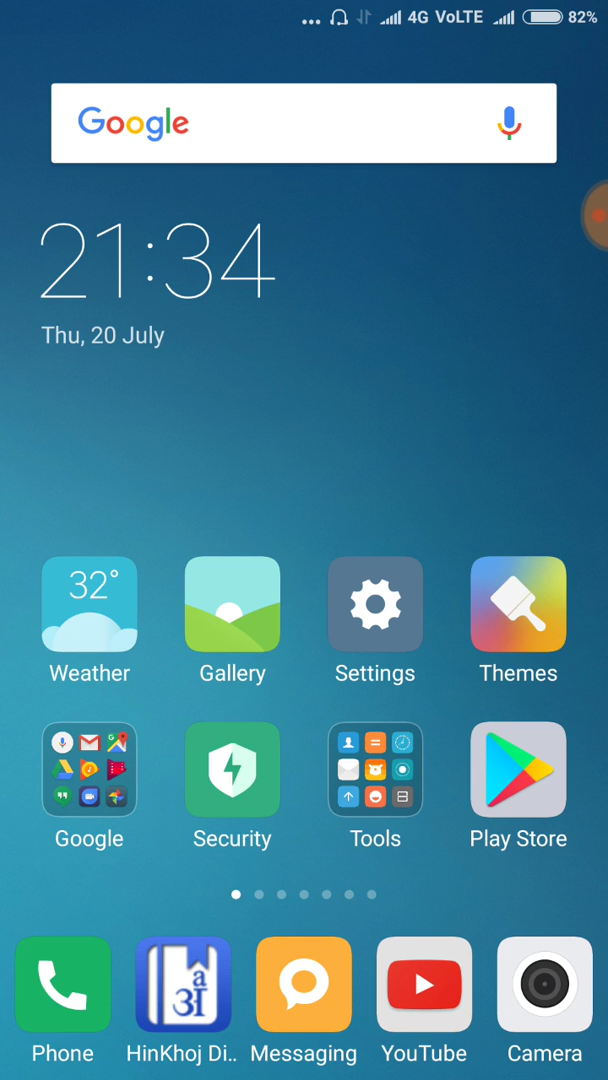 ... 4G VoLTE 82%
Google
21:34
Thu, 20 July
32°
Weather Gallery Settings Themes
Google Security Tools Play Store
a
अ
Phone HinKhoj Di.. Messaging YouTube Camera